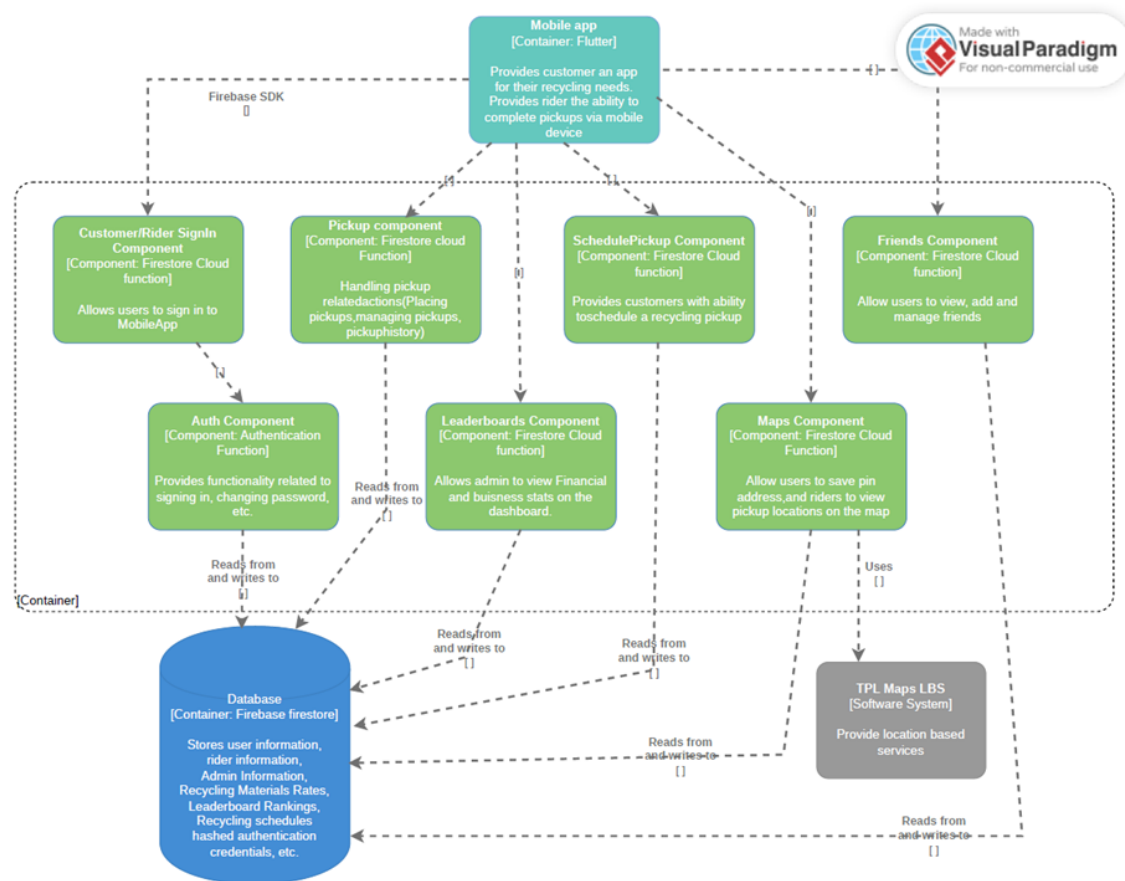 Mobile app
[Container: Flutter]
Provides customer an app
for their recycling needs.
Provides rider the ability to
complete pickups via mobile
device
Made with
VisualParadigm
For non-commercial use
[ ]
Firebase SDK
[]
[ ]
[ ]
[ ]
[ ]
Customer/Rider SignIn
Component
[Component: Firestore Cloud
function]
Allows users to sign in to
MobileApp
Pickup component
[Component: Firestore cloud
Function]
Handling pickup
relatedactions(Placing
pickups,managing pickups,
pickuphistory)
SchedulePickup Component
[Component: Firestore Cloud
function]
Provides customers with ability
toschedule a recycling pickup
Friends Component
[Component: Firestore Cloud
function]
Allow users to view, add and
manage friends
[ ]
Auth Component
[Component: Authentication
Function]
Provides functionality related to
signing in, changing password,
etc.
Leaderboards Component
[Component: Firestore Cloud
function]
Allows admin to view Financial
and buisness stats on the
dashboard.
Maps Component
[Component: Firestore Cloud
Function]
Allow users to save pin
address,and riders to view
pickup locations on the map
Reads from
and writes to
[ ]
Reads from
and writes to
[ ]
Uses
[ ]
[Container]
Reads from
and writes to
[ ]
Reads from
and writes to
[ ]
Database
[Container: Firebase firestore]
Stores user information,
rider information,
Admin Information,
Recycling Materials Rates,
Leaderboard Rankings,
Recycling schedules
hashed authentication
credentials, etc.
TPL Maps LBS
[Software System]
Provide location based
services
Reads from
and writes to
[ ]
Reads from
and writes to
[ ]